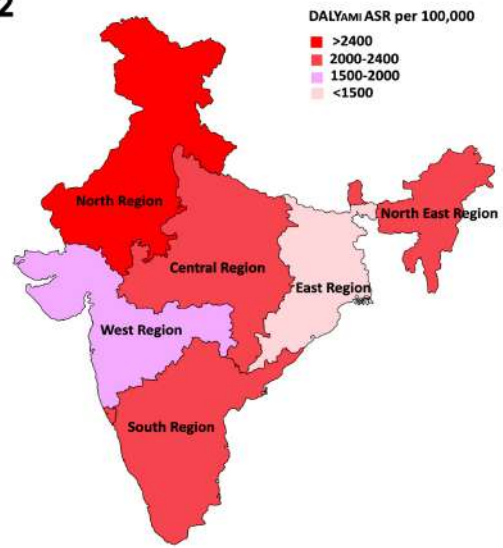 2
DALYAMI ASR per 100,000
>2400
2000-2400
1500-2000
<1500
North Region
North East Region
Central Region
East Region
West Region
South Region